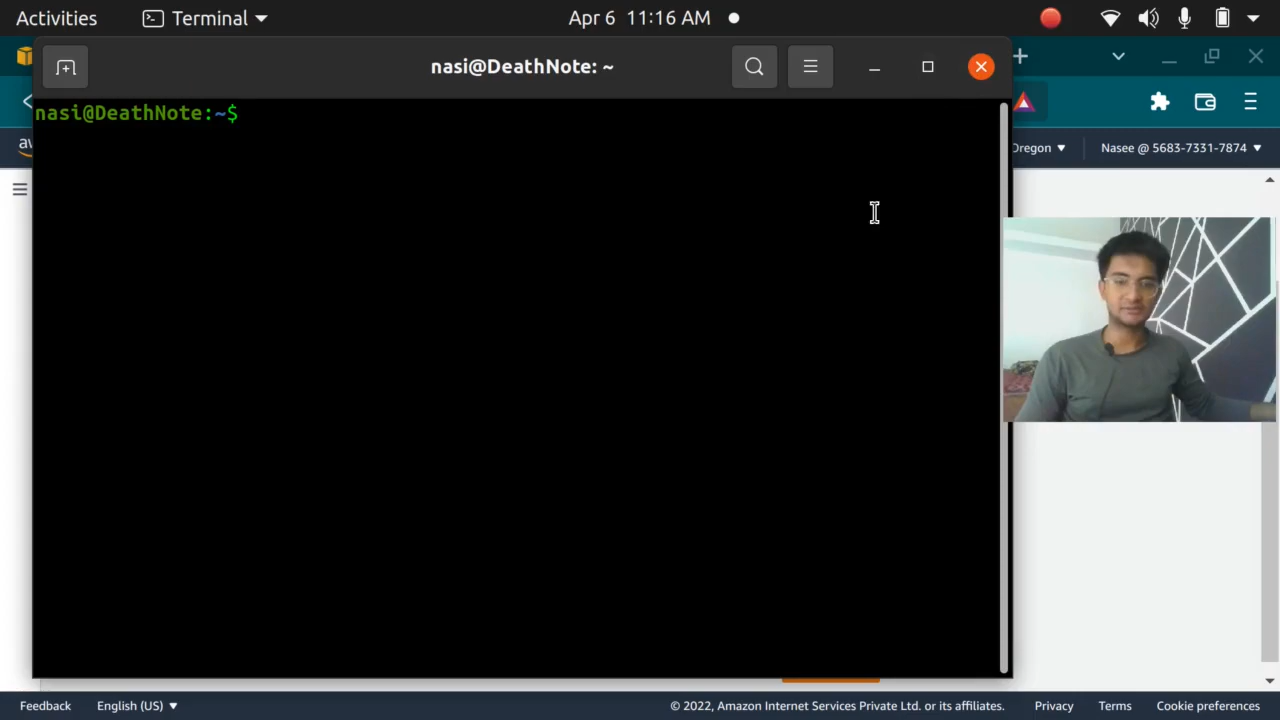 Activities
Terminal
Apr 6 11:16 AM
nasi@DeathNote: ~
nasi@DeathNote:~$
Oregon
Nasee @ 5683-7331-7874
Feedback
English (US)
© 2022, Amazon Internet Services Private Ltd. or its affiliates.
Privacy
Terms
Cookie preferences